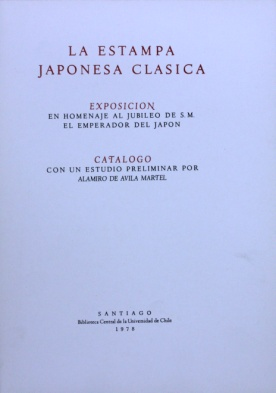 LA ESTAMPA
JAPONESA CLASICA
EXPOSICION
EN HOMENAJE AL JUBILEO DE S.M.
EL EMPERADOR DEL JAPON
CATALOGO
CON UN ESTUDIO PRELIMINAR POR
ALAMIRO DE AVILA MARTEL
SANTIAGO
Biblioteca Central de la Universidad de Chile
1978